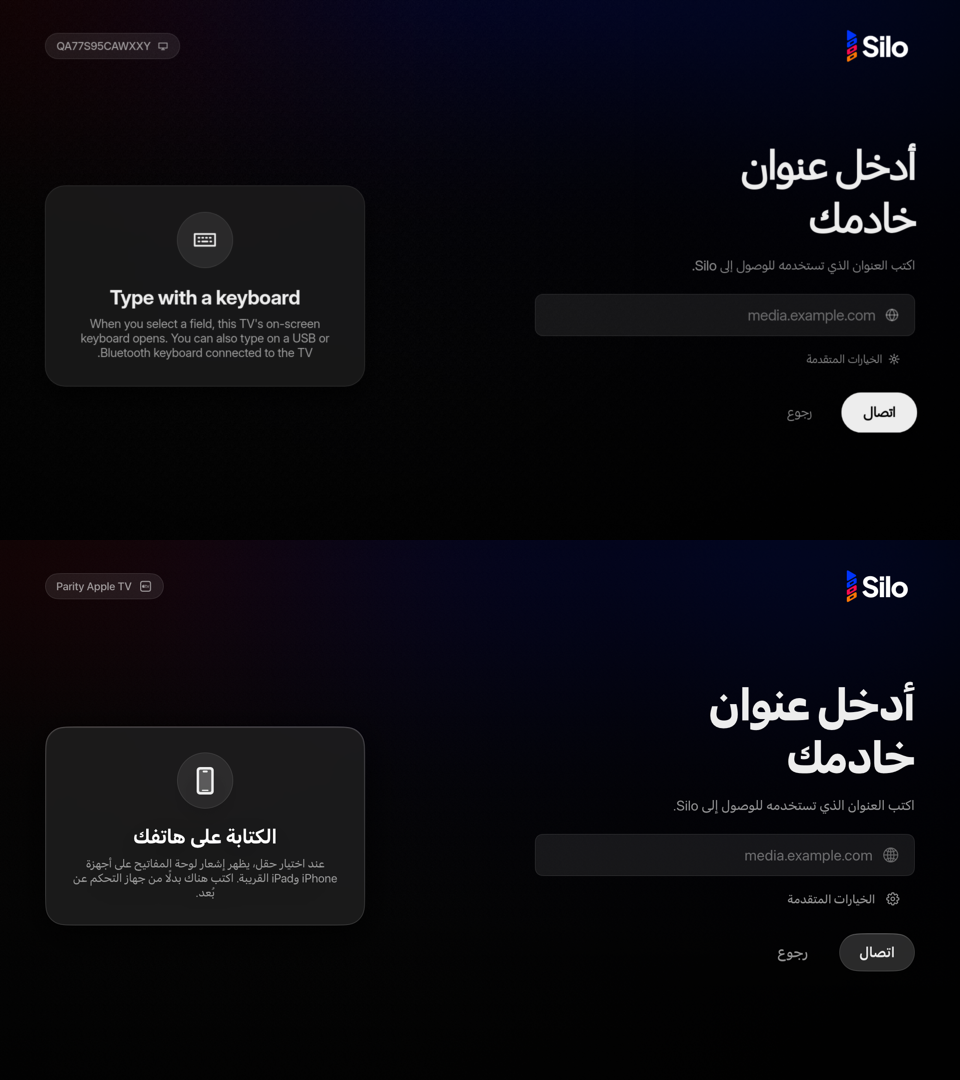 Silo
QA77S95CAWXXY
أدخل عنوان
خادمك
اكتب العنوان الذي تستخدمه للوصول إلى Silo.
media.example.com
الخيارات المتقدمة
اتصال
رجوع
Type with a keyboard
When you select a field, this TV's on-screen
keyboard opens. You can also type on a USB or
.Bluetooth keyboard connected to the TV
Silo
Parity Apple TV
أدخل عنوان
خادمك
اكتب العنوان الذي تستخدمه للوصول إلى Silo.
media.example.com
الخيارات المتقدمة
اتصال
رجوع
الكتابة على هاتفك
عند اختيار حقل، يظهر إشعار لوحة المفاتيح على أجهزة
iPhone وiPad القريبة. اكتب هناك بدلًا من جهاز التحكم عن
بُعد.